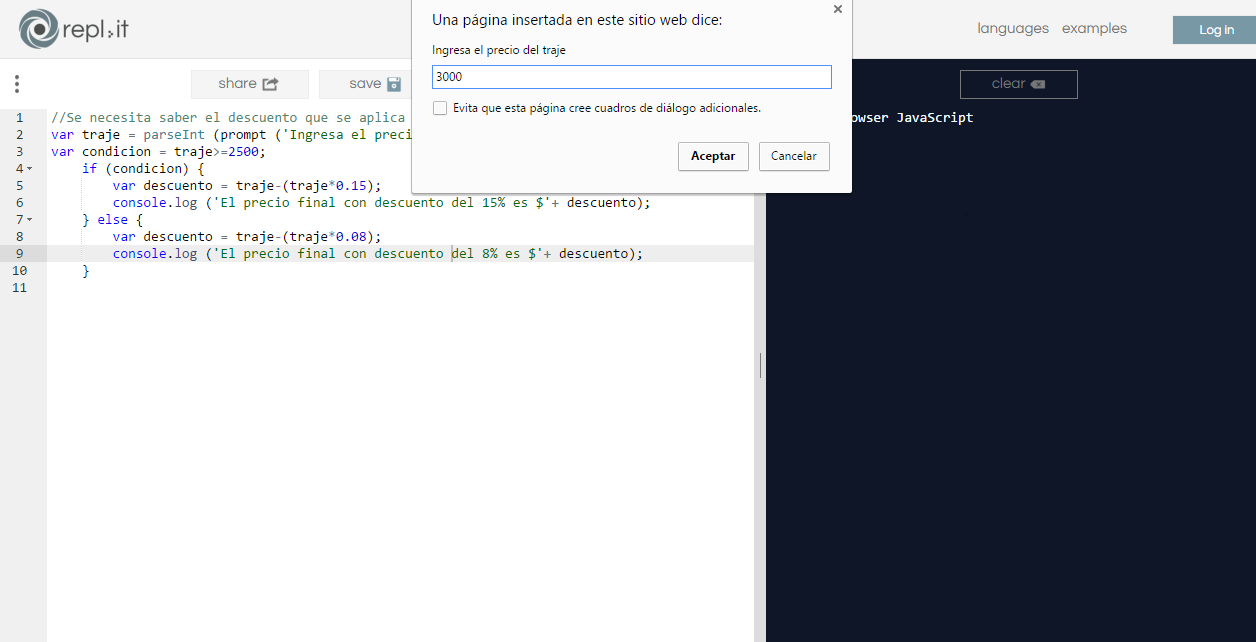 repl.it
languages examples Log in
Una página insertada en este sitio web dice:
Ingresa el precio del traje
3000
Evita que esta página cree cuadros de diálogo adicionales.
Aceptar Cancelar
share save
clear
JavaScript
1 //Se necesita saber el descuento que se aplica
2 var traje = parseInt (prompt ('Ingresa el preci
3 var condicion = traje>=2500;
4 if (condicion) {
5 var descuento = traje-(traje*0.15);
6 console.log ('El precio final con descuento del 15% es $'+ descuento);
7 } else {
8 var descuento = traje-(traje*0.08);
9 console.log ('El precio final con descuento del 8% es $'+ descuento);
10 }
11